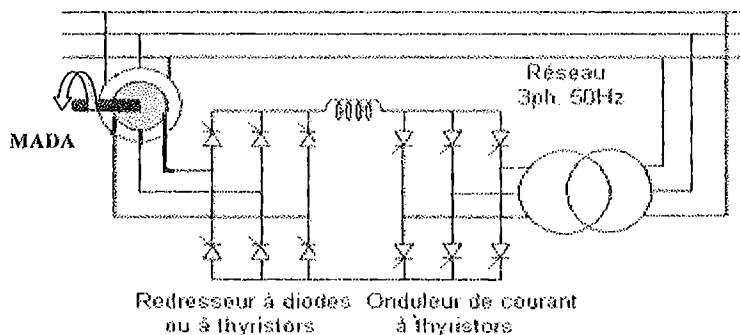 Réseau
3ph. 50Hz
MADA
Redresseur à diodes
ou à thyristors
Onduleur de courant
à thyristors